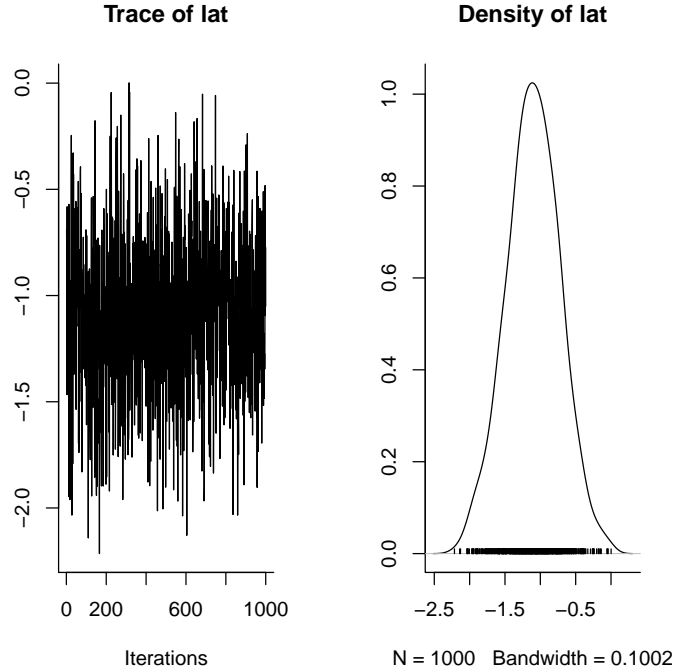 Trace of lat
0.0
−0.5
−1.0
−1.5
−2.0
0 200 600 1000
Iterations
Density of lat
1.0
0.8
0.6
0.4
0.2
0.0
−2.5 −1.5 −0.5
N = 1000 Bandwidth = 0.1002